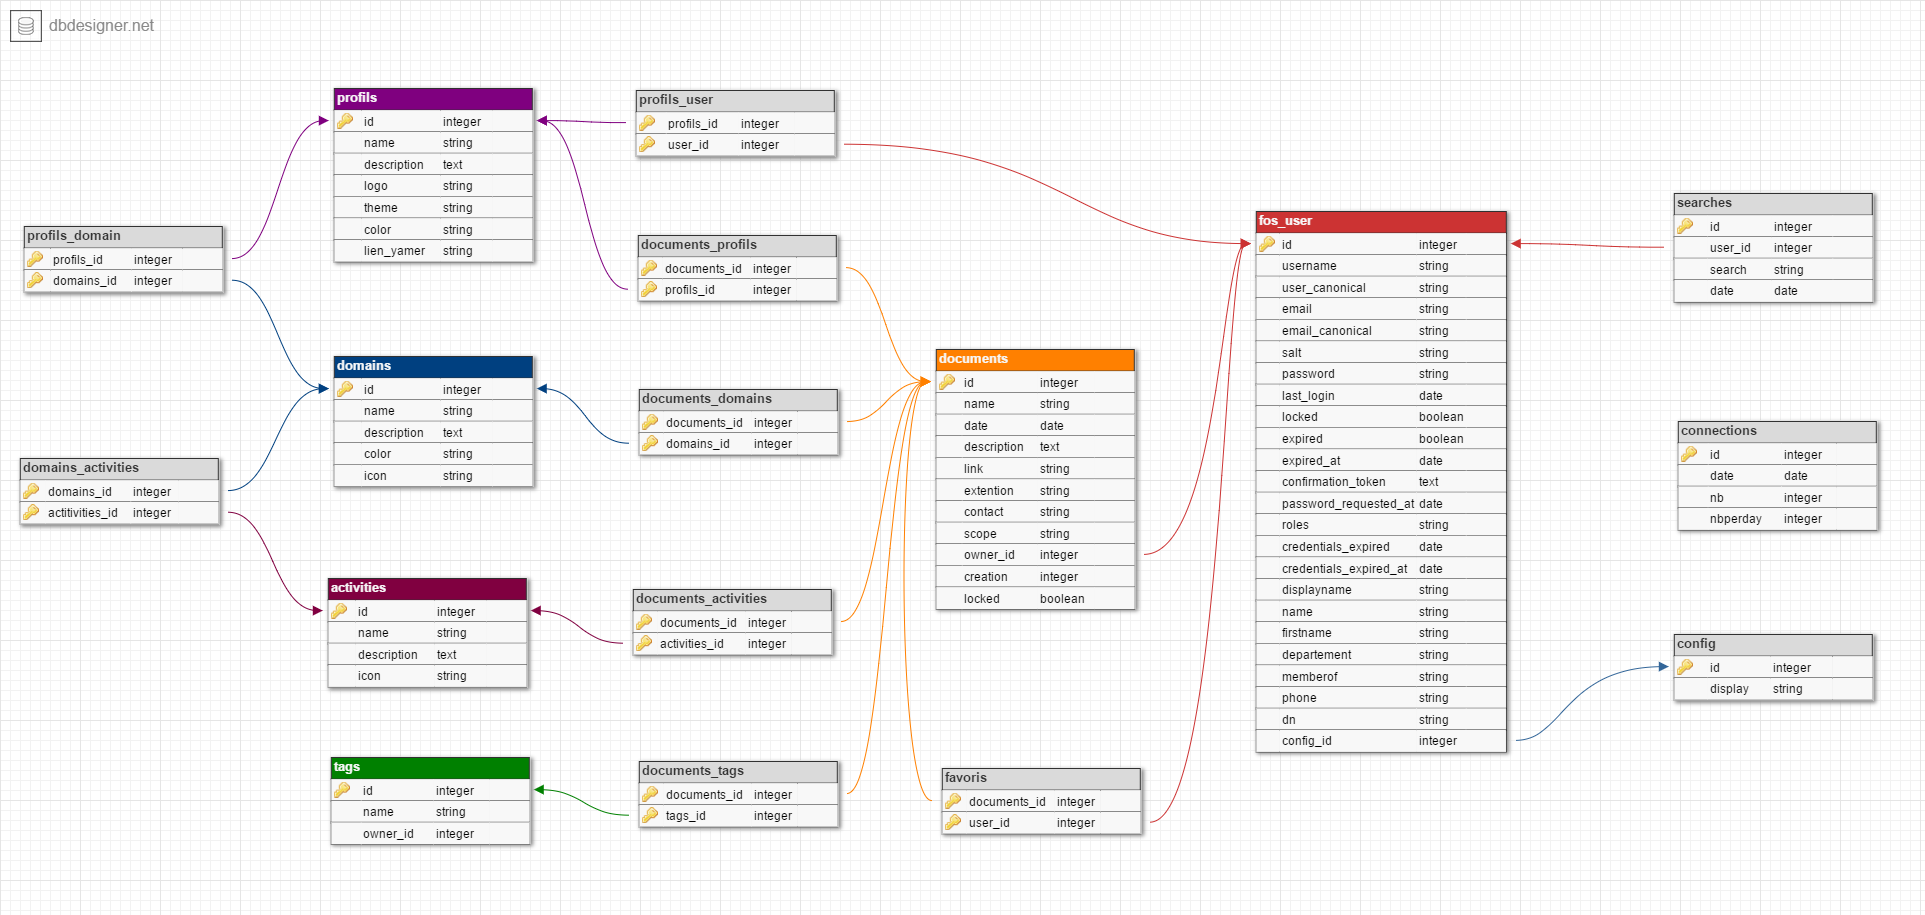 dbdesigner.net
profils
id integer
name string
description text
logo string
theme string
color string
lien_yamer string
profils_user
profils_id integer
user_id integer
profils_domain
profils_id integer
domains_id integer
documents_profils
documents_id integer
profils_id integer
fos_user
id integer
username string
user_canonical string
email string
email_canonical string
salt string
password string
last_login date
locked boolean
expired boolean
expired_at date
confirmation_token text
password_requested_at date
roles string
credentials_expired date
credentials_expired_at date
displayname string
name string
firstname string
departement string
memberof string
phone string
dn string
config_id integer
searches
id integer
user_id integer
search string
date date
domains
id integer
name string
description text
color string
icon string
documents_domains
documents_id integer
domains_id integer
documents
id integer
name string
date date
description text
link string
extention string
contact string
scope string
owner_id integer
creation integer
locked boolean
connections
id integer
date date
nb integer
nbperday integer
domains_activities
domains_id integer
actitivities_id integer
activities
id integer
name string
description text
icon string
documents_activities
documents_id integer
activities_id integer
config
id integer
display string
tags
id integer
name string
owner_id integer
documents_tags
documents_id integer
tags_id integer
favoris
documents_id integer
user_id integer